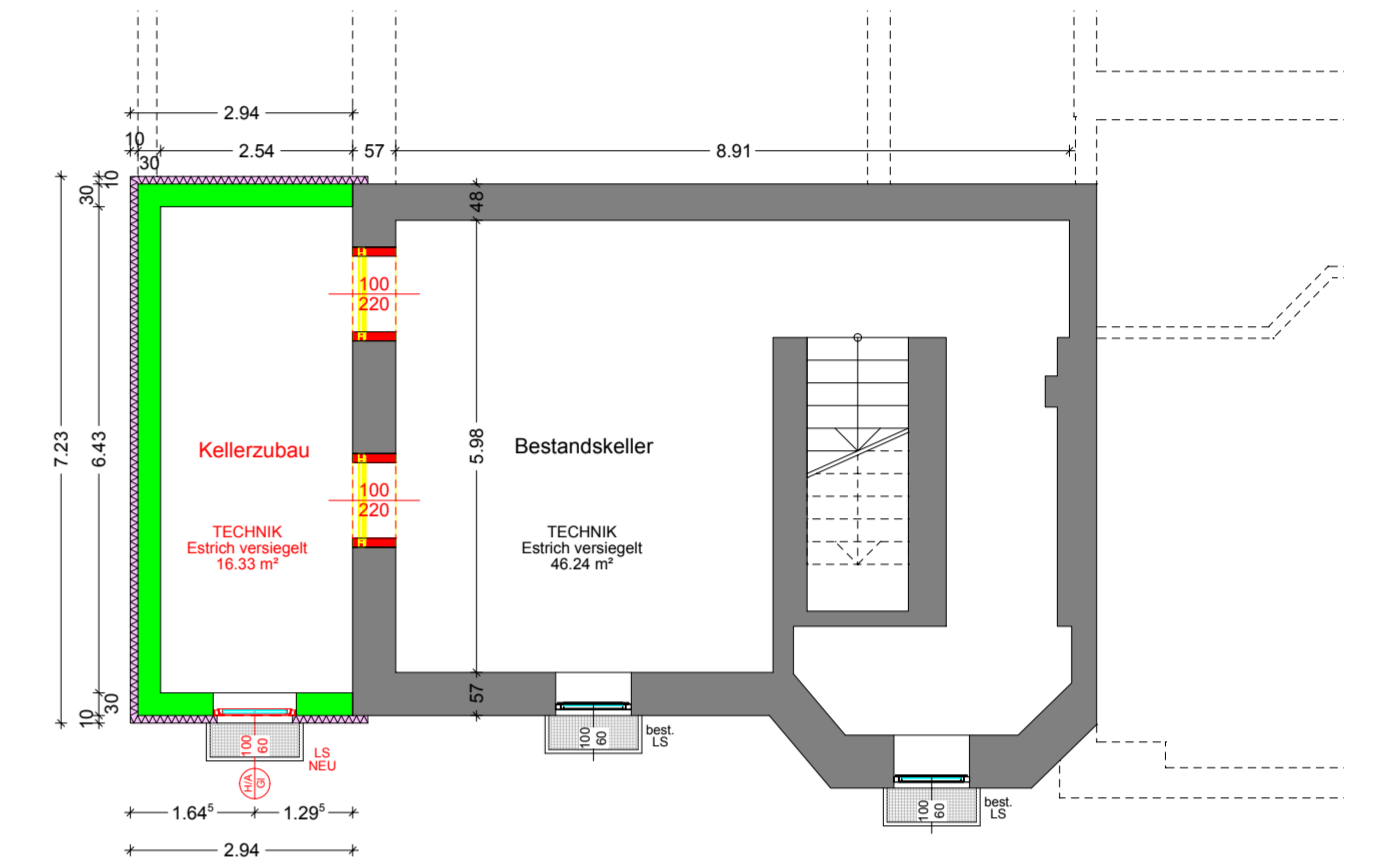 2.94
10
30
2.54
57
8.91
10
30
48
100
220
7.23
6.43
5.98
Kellerzubau
Bestandskeller
100
220
TECHNIK
Estrich versiegelt
16.33 m²
TECHNIK
Estrich versiegelt
46.24 m²
57
30
10
100
60
LS
NEU
H/A
GI
100
60
best.
LS
100
60
best.
LS
1.64⁵
1.29⁵
2.94